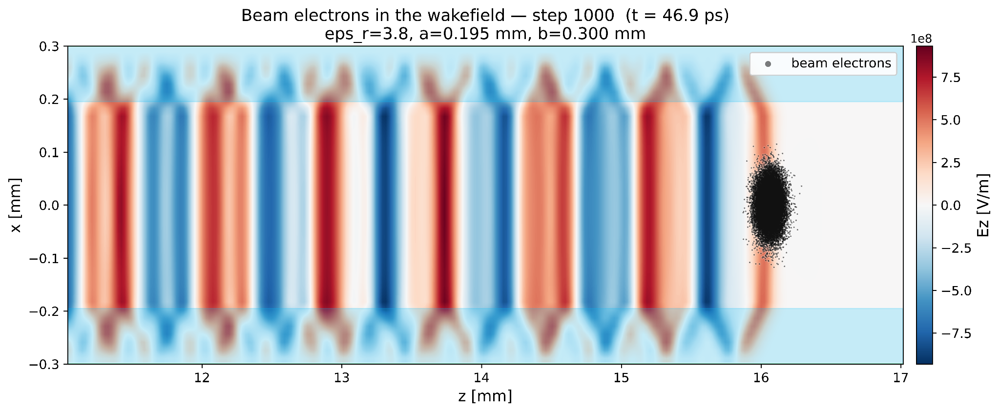 Beam electrons in the wakefield — step 1000  (t = 46.9 ps)
eps_r=3.8, a=0.195 mm, b=0.300 mm
1e8
beam electrons
0.3
0.2
0.1
0.0
−0.1
−0.2
−0.3
x [mm]
12
13
14
15
16
17
z [mm]
7.5
5.0
2.5
0.0
−2.5
−5.0
−7.5
Ez [V/m]